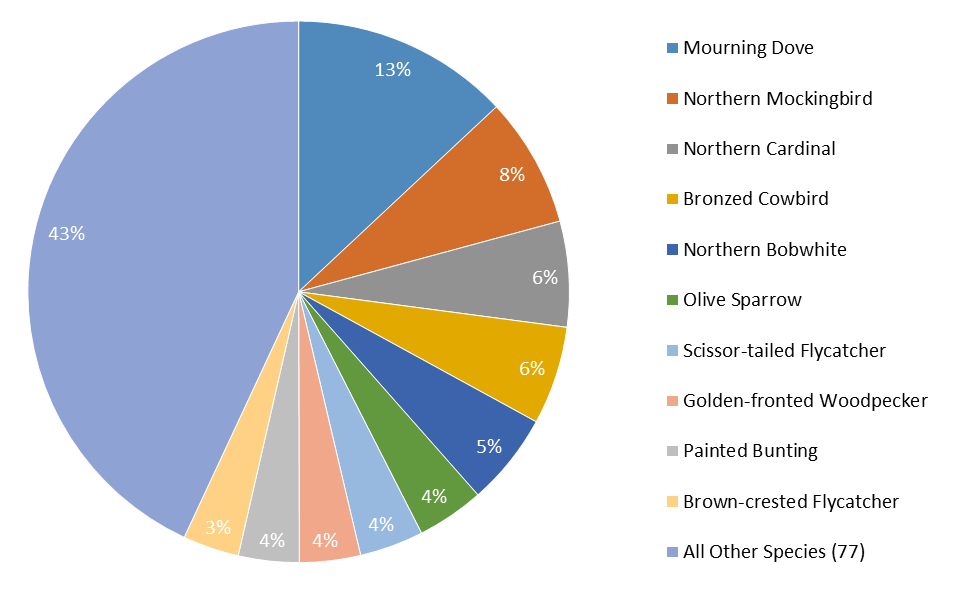 13%
8%
6%
6%
5%
4%
4%
4%
4%
3%
43%
Mourning Dove
Northern Mockingbird
Northern Cardinal
Bronzed Cowbird
Northern Bobwhite
Olive Sparrow
Scissor-tailed Flycatcher
Golden-fronted Woodpecker
Painted Bunting
Brown-crested Flycatcher
All Other Species (77)